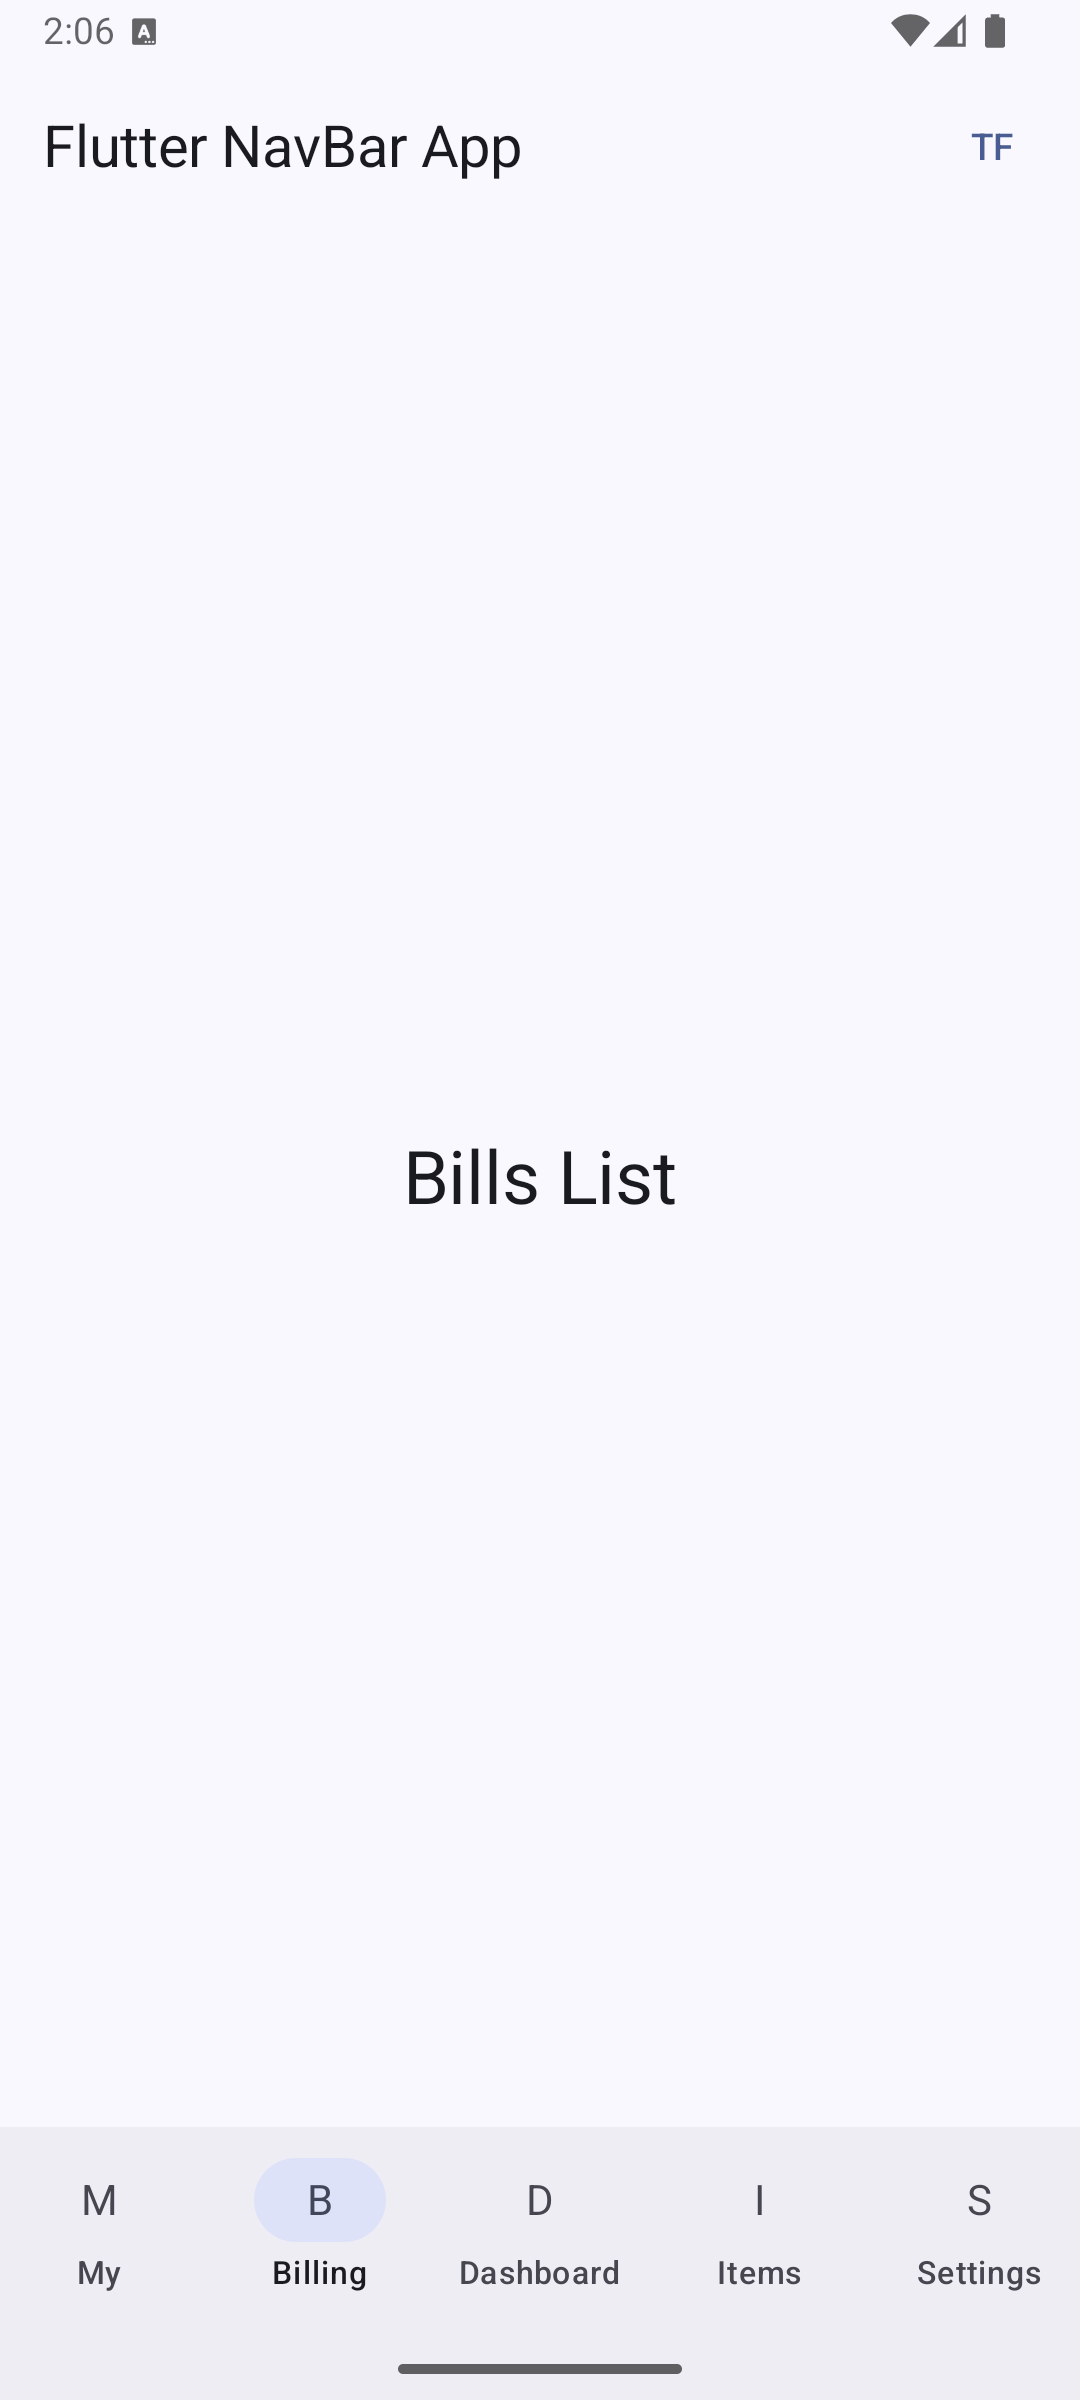 2:06
Flutter NavBar App
TF
Bills List
M
B
D
I
S
My
Billing
Dashboard
Items
Settings